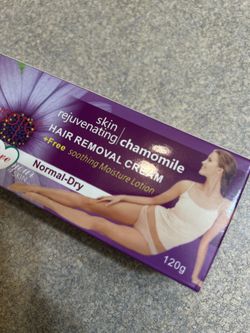 skin
rejuvenating chamomile
HAIR REMOVAL CREAM
+Free soothing Moisture Lotion
Normal-Dry
120g